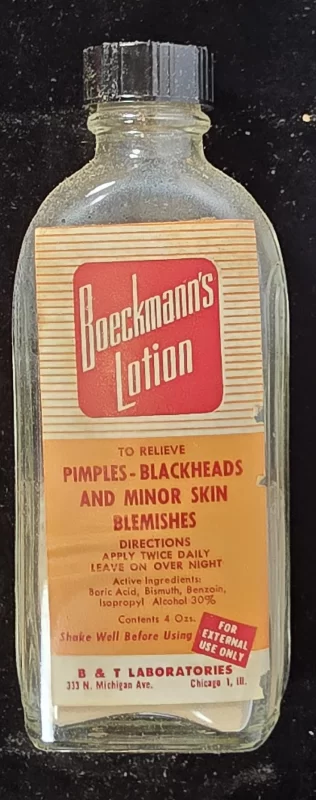 Boeckmann's
Lotion
TO RELIEVE
PIMPLES - BLACKHEADS
AND MINOR SKIN
BLEMISHES
DIRECTIONS
APPLY TWICE DAILY
LEAVE ON OVER NIGHT
Active Ingredients:
Boric Acid, Bismuth, Benzoin,
Isopropyl Alcohol 30%
Contents 4 Ozs.
Shake Well Before Using
FOR
EXTERNAL
USE ONLY
B & T LABORATORIES
333 N. Michigan Ave. Chicago 1, Ill.